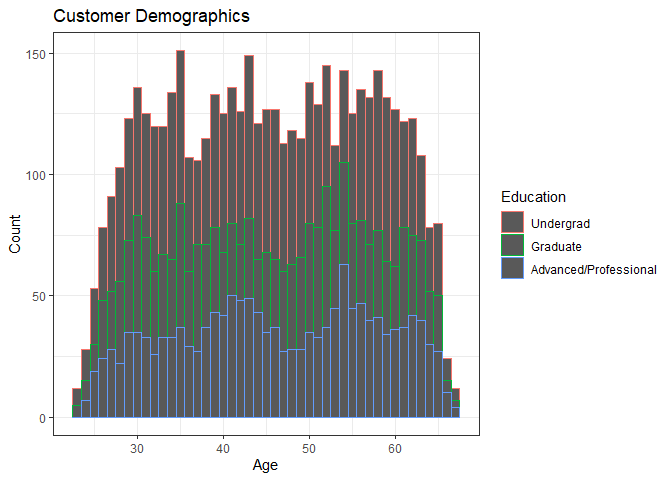 Customer Demographics
150
100
50
0
Count
30
40
50
60
Age
Education
Undergrad
Graduate
Advanced/Professional